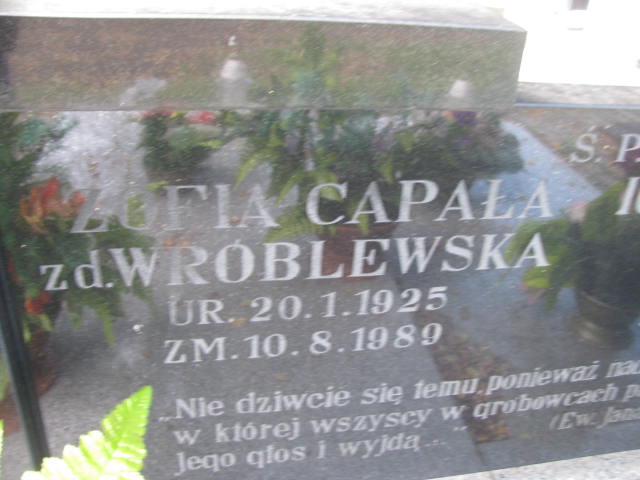 Ś. P
ZOFIA CAPAŁA
zd. WRÓBLEWSKA
UR. 20.1.1925
ZM. 10.8.1989
„Nie dziwcie się temu, ponieważ
w której wszyscy w grobowcach
Jego głos i wyjdą..."
(Ew. Jan